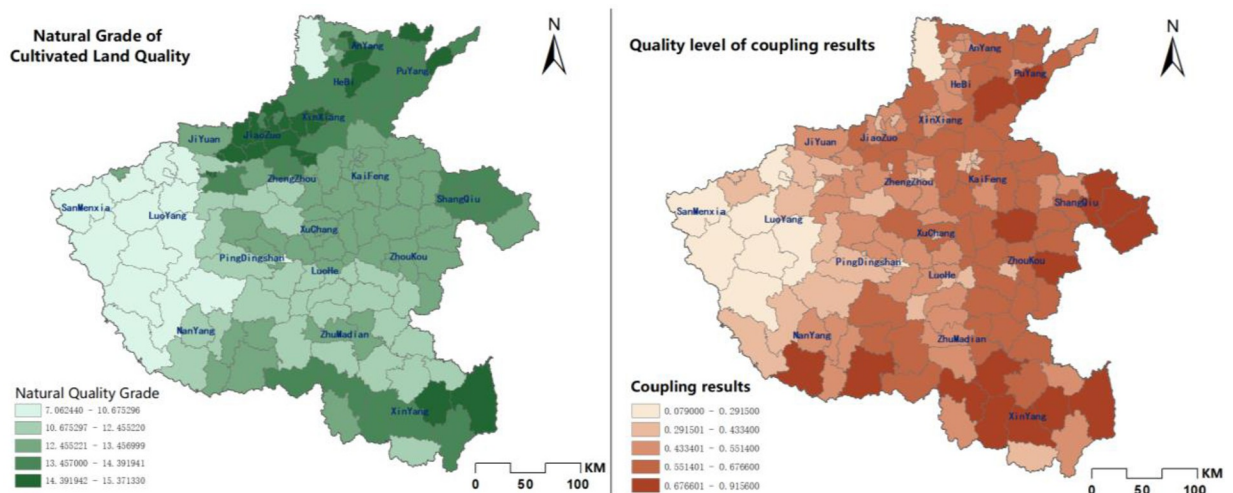 Natural Grade of
Cultivated Land Quality
N
AnYang
PuYang
HeBi
XinXiang
JiaoZuo
JiYuan
ZhengZhou
KaiFeng
SanMenxia
LuoYang
ShangQiu
XuChang
PingDingshan
LuoHe
ZhouKou
NanYang
ZhuMadian
XinYang
Natural Quality Grade
7.062440 - 10.675296
10.675297 - 12.455220
12.455221 - 13.456999
13.457000 - 14.391941
14.391942 - 15.371330
KM
0 50 100
Quality level of coupling results
N
AnYang
PuYang
HeBi
XinXiang
JiaoZuo
JiYuan
ZhengZhou
KaiFeng
SanMenxia
LuoYang
ShangQiu
XuChang
PingDingshan
LuoHe
ZhouKou
NanYang
ZhuMadian
XinYang
Coupling results
0.079000 - 0.291500
0.291501 - 0.433400
0.433401 - 0.551400
0.551401 - 0.676600
0.676601 - 0.915600
KM
0 50 100